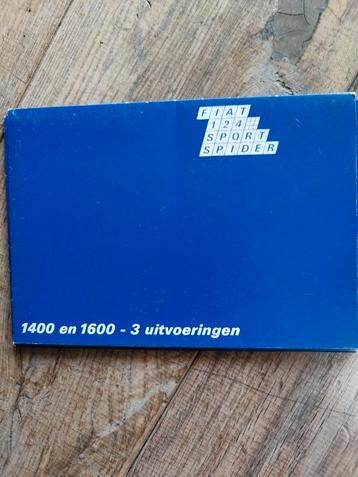 FIAT
124
SPORT
SPIDER
1400 en 1600 - 3 uitvoeringen